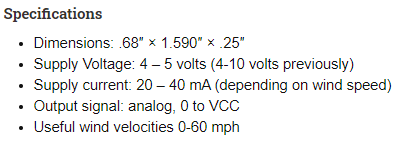 Specifications
• Dimensions: .68″ × 1.590″ × .25″
• Supply Voltage: 4 – 5 volts (4-10 volts previously)
• Supply current: 20 – 40 mA (depending on wind speed)
• Output signal: analog, 0 to VCC
• Useful wind velocities 0-60 mph